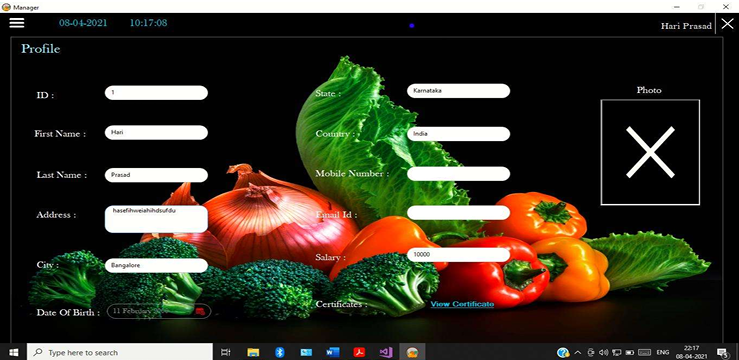 Manager
08-04-2021 10:17:08
Hari Prasad
Profile
ID : 1
First Name : Hari
Last Name : Prasad
Address : hasefihweiahihdsufdu
City : Bangalore
Date Of Birth : 11 February
State : Karnataka
Country : India
Mobile Number :
Email Id :
Salary : 10000
Certificates : View Certificate
Photo
Type here to search
ENG
22:17
08-04-2021